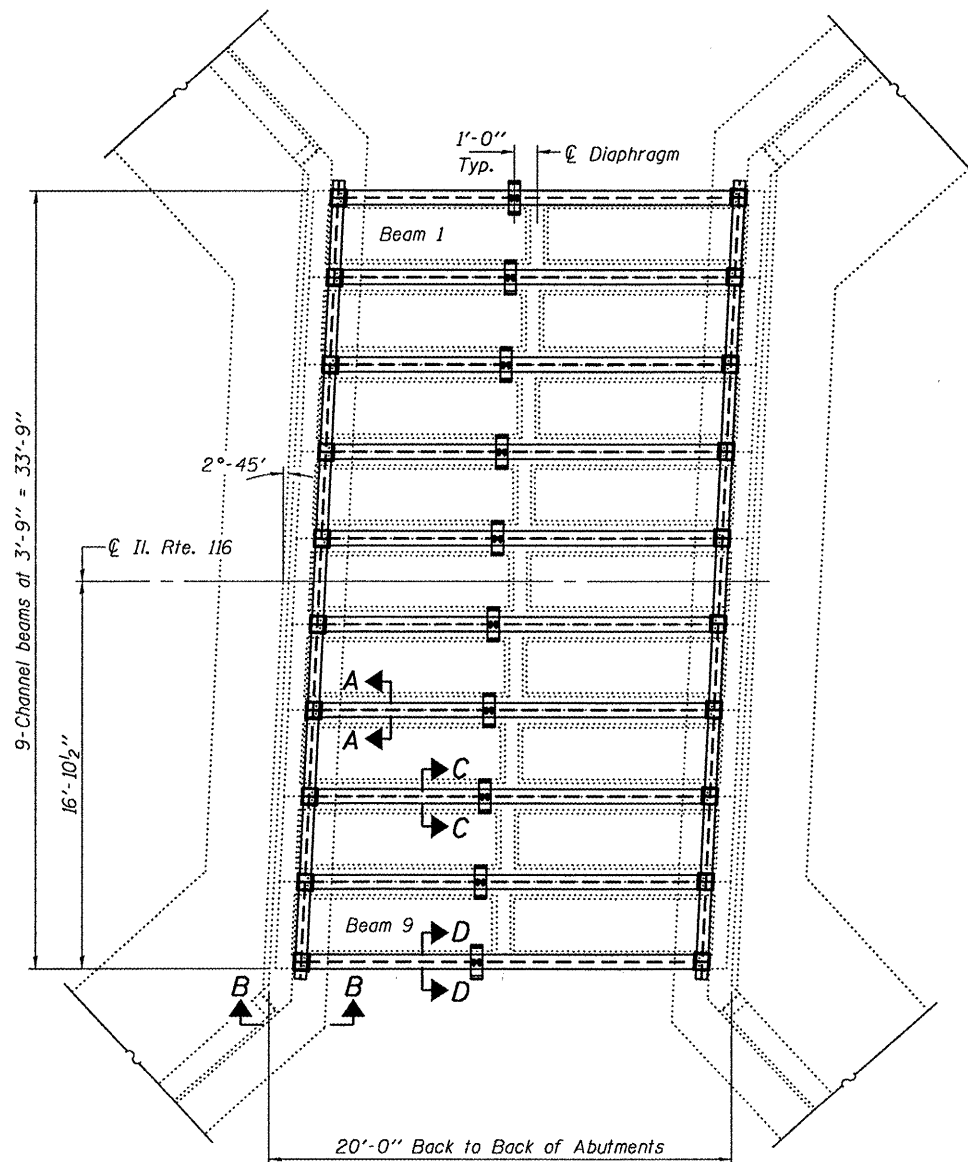 1'-0"
Typ.
℄ Diaphragm
Beam 1
9-Channel beams at 3'-9" = 33'-9"
2°-45'
℄ Il. Rte. 116
16'-10½"
A
A
C
C
Beam 9
D
D
B
B
20'-0" Back to Back of Abutments